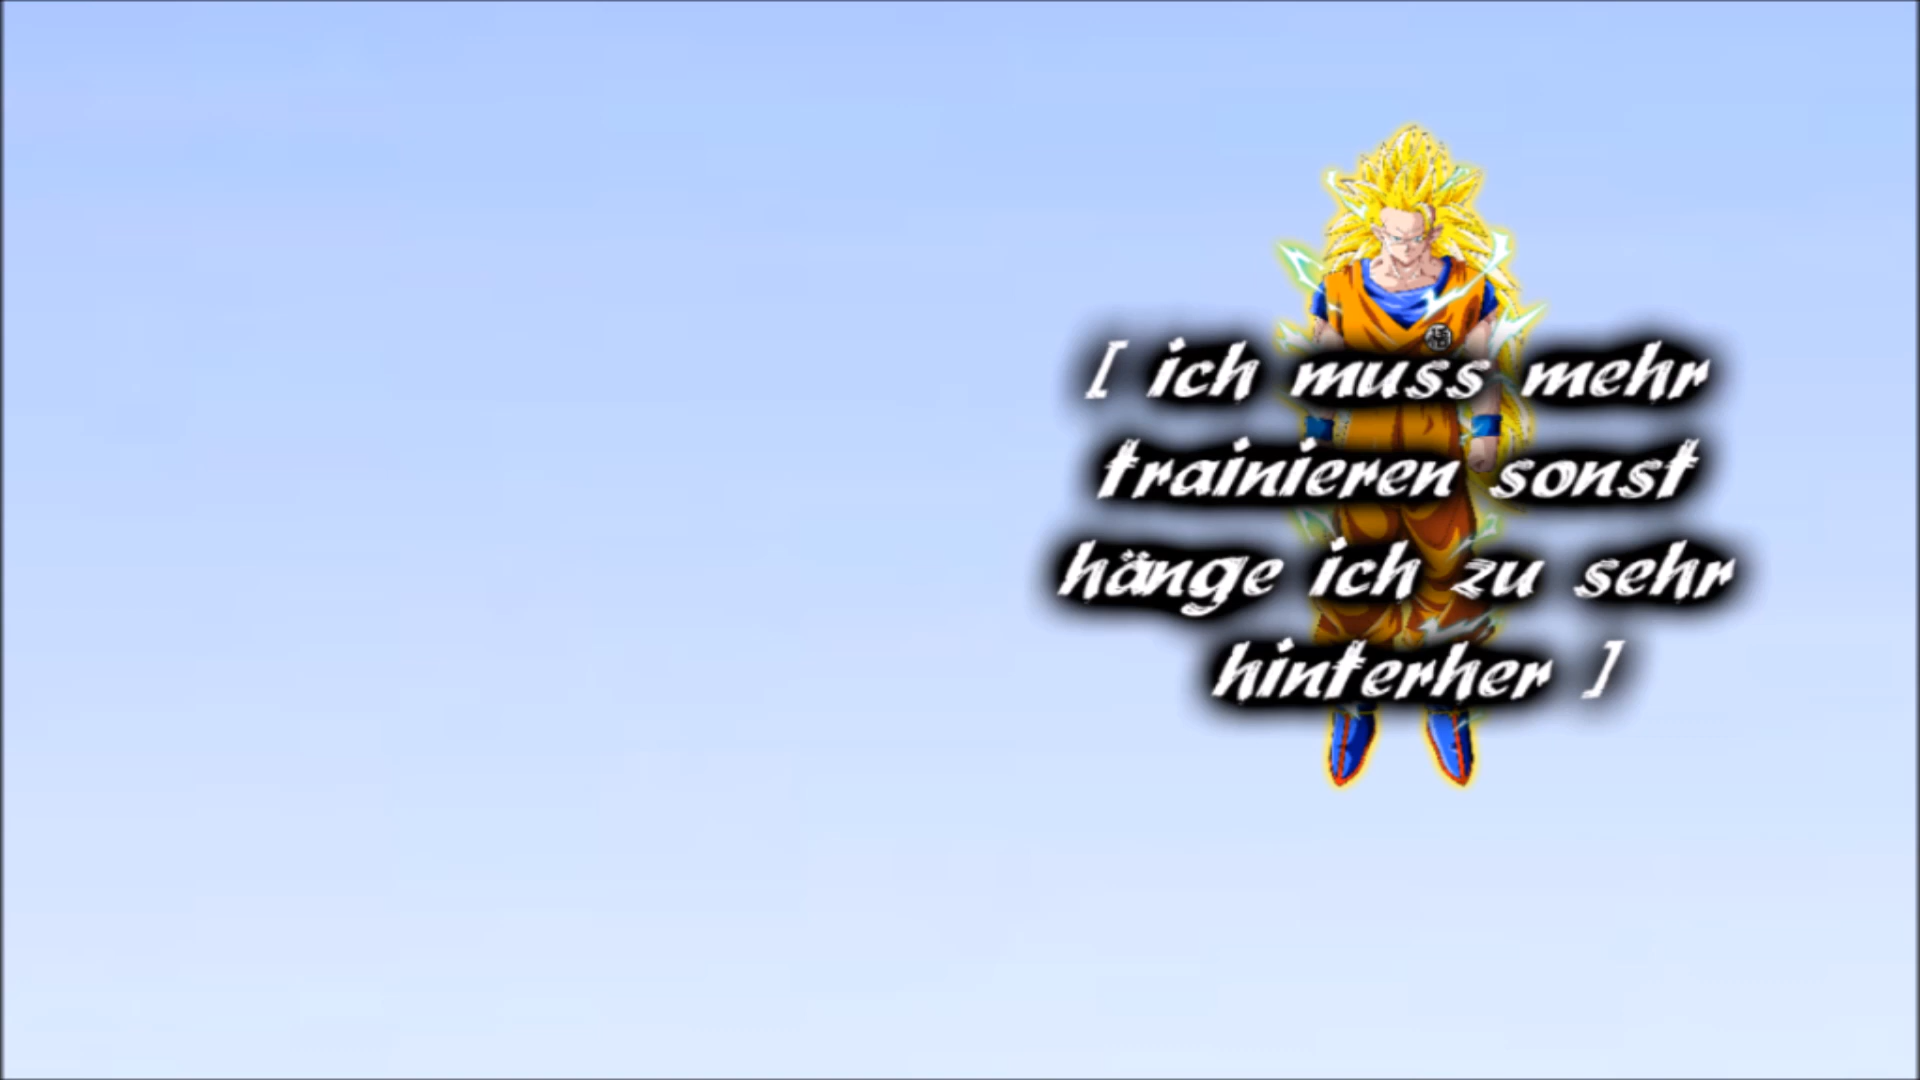 [ ich muss mehr
trainieren sonst
hänge ich zu sehr
hinterher ]